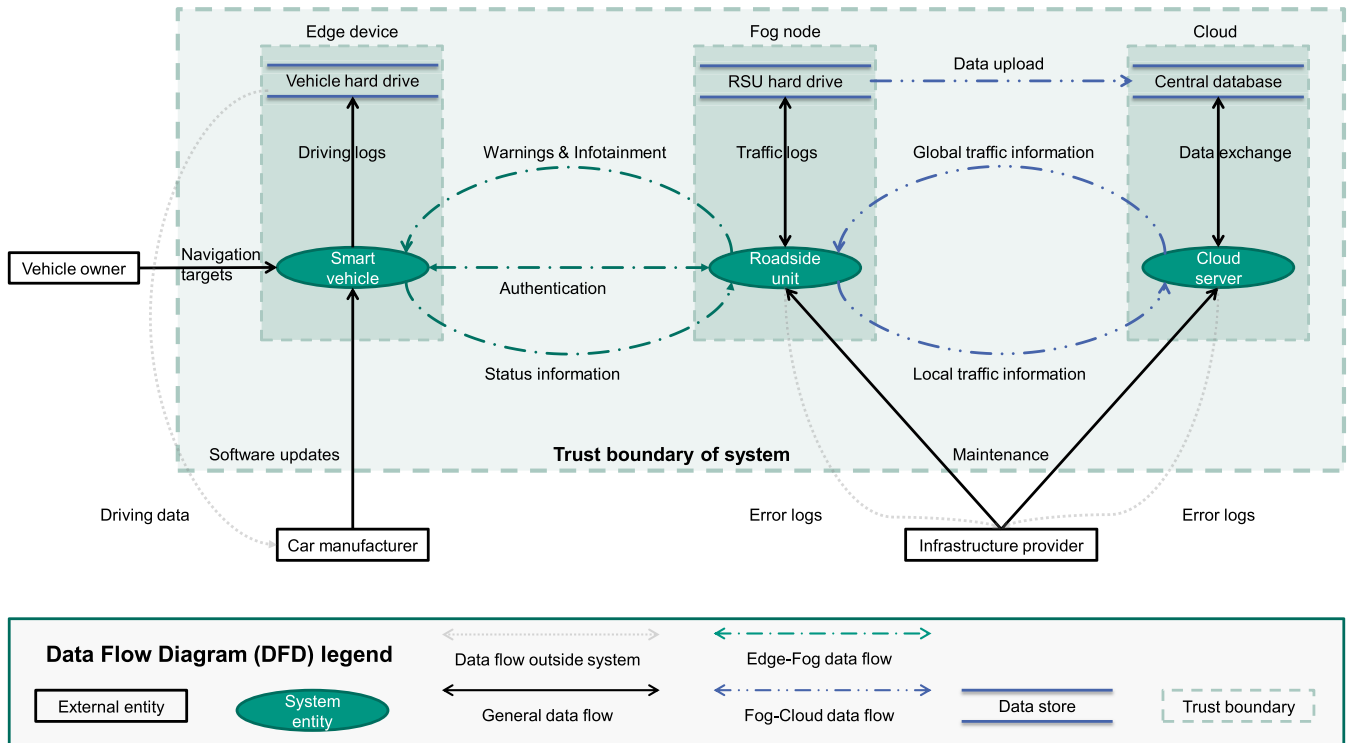 Edge device
Fog node
Cloud
Vehicle hard drive
RSU hard drive
Data upload
Central database
Driving logs
Warnings & Infotainment
Traffic logs
Global traffic information
Data exchange
Vehicle owner
Navigation
targets
Smart
vehicle
Authentication
Roadside
unit
Cloud
server
Status information
Local traffic information
Software updates
Trust boundary of system
Maintenance
Driving data
Error logs
Error logs
Car manufacturer
Infrastructure provider
Data Flow Diagram (DFD) legend
Data flow outside system
Edge-Fog data flow
External entity
System
entity
General data flow
Fog-Cloud data flow
Data store
Trust boundary